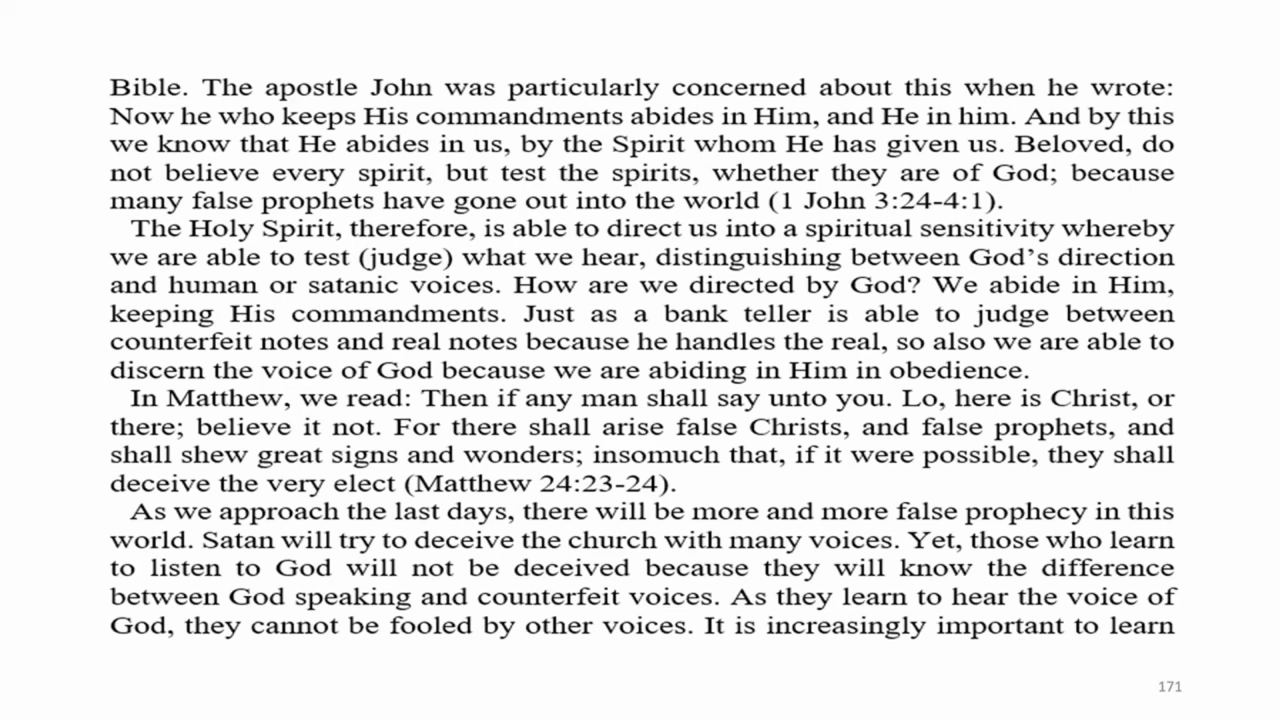 Bible. The apostle John was particularly concerned about this when he wrote:
Now he who keeps His commandments abides in Him, and He in him. And by this
we know that He abides in us, by the Spirit whom He has given us. Beloved, do
not believe every spirit, but test the spirits, whether they are of God; because
many false prophets have gone out into the world (1 John 3:24-4:1).
The Holy Spirit, therefore, is able to direct us into a spiritual sensitivity whereby
we are able to test (judge) what we hear, distinguishing between God's direction
and human or satanic voices. How are we directed by God? We abide in Him,
keeping His commandments. Just as a bank teller is able to judge between
counterfeit notes and real notes because he handles the real, so also we are able to
discern the voice of God because we are abiding in Him in obedience.
In Matthew, we read: Then if any man shall say unto you. Lo, here is Christ, or
there; believe it not. For there shall arise false Christs, and false prophets, and
shall shew great signs and wonders; insomuch that, if it were possible, they shall
deceive the very elect (Matthew 24:23-24).
As we approach the last days, there will be more and more false prophecy in this
world. Satan will try to deceive the church with many voices. Yet, those who learn
to listen to God will not be deceived because they will know the difference
between God speaking and counterfeit voices. As they learn to hear the voice of
God, they cannot be fooled by other voices. It is increasingly important to learn
171